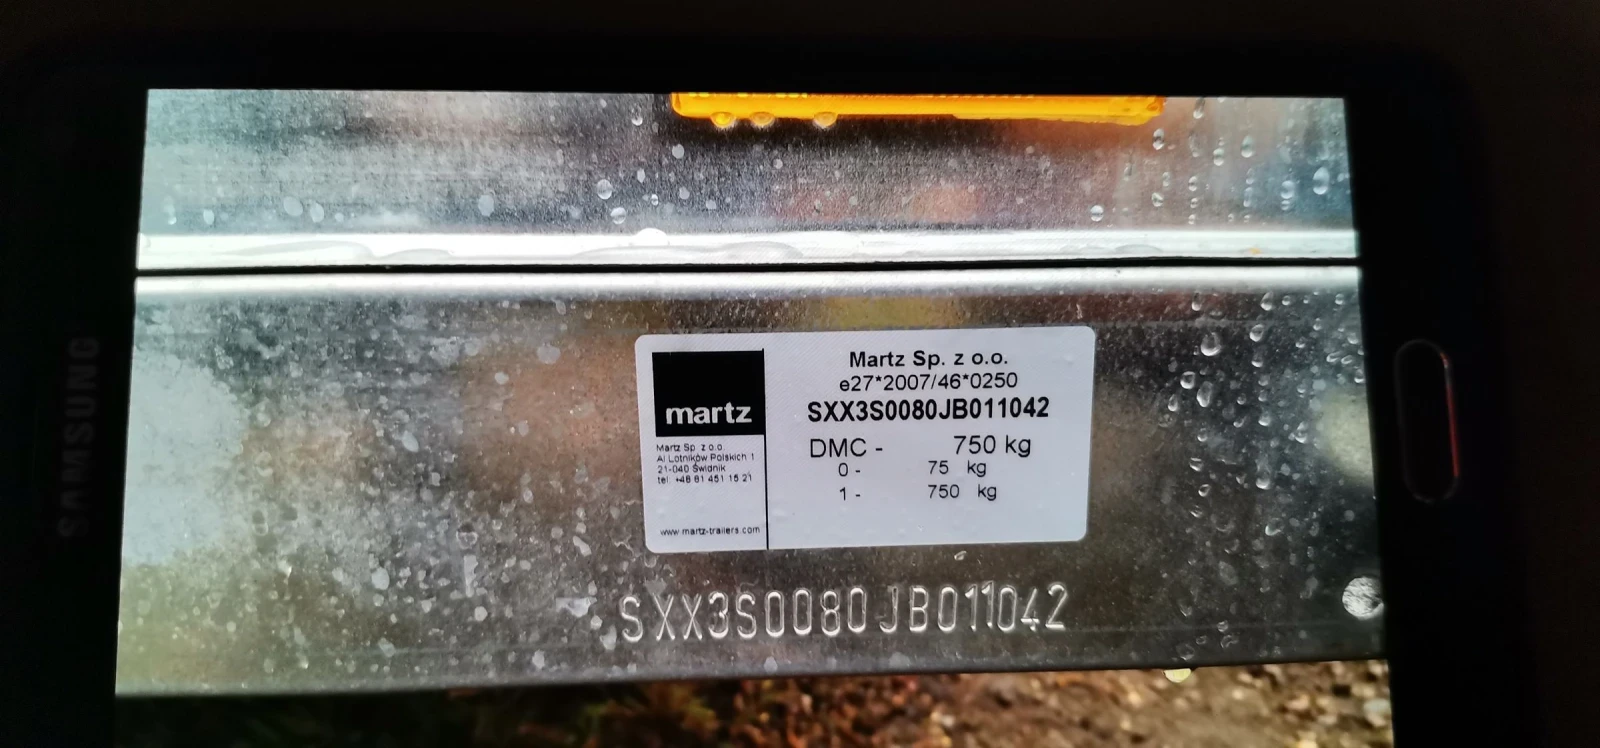 SAMSUNG
martz
Martz Sp. z o.o.
Al Lotników Polskich 1
21-040 Świdnik
tel. +48 81 451 15 21
www.martz-trailers.com
Martz Sp. z o.o.
e27*2007/46*0250
SXX3S0080JB011042
DMC - 750 kg
0 - 75 kg
1 - 750 kg
SXX3S0080JB011042